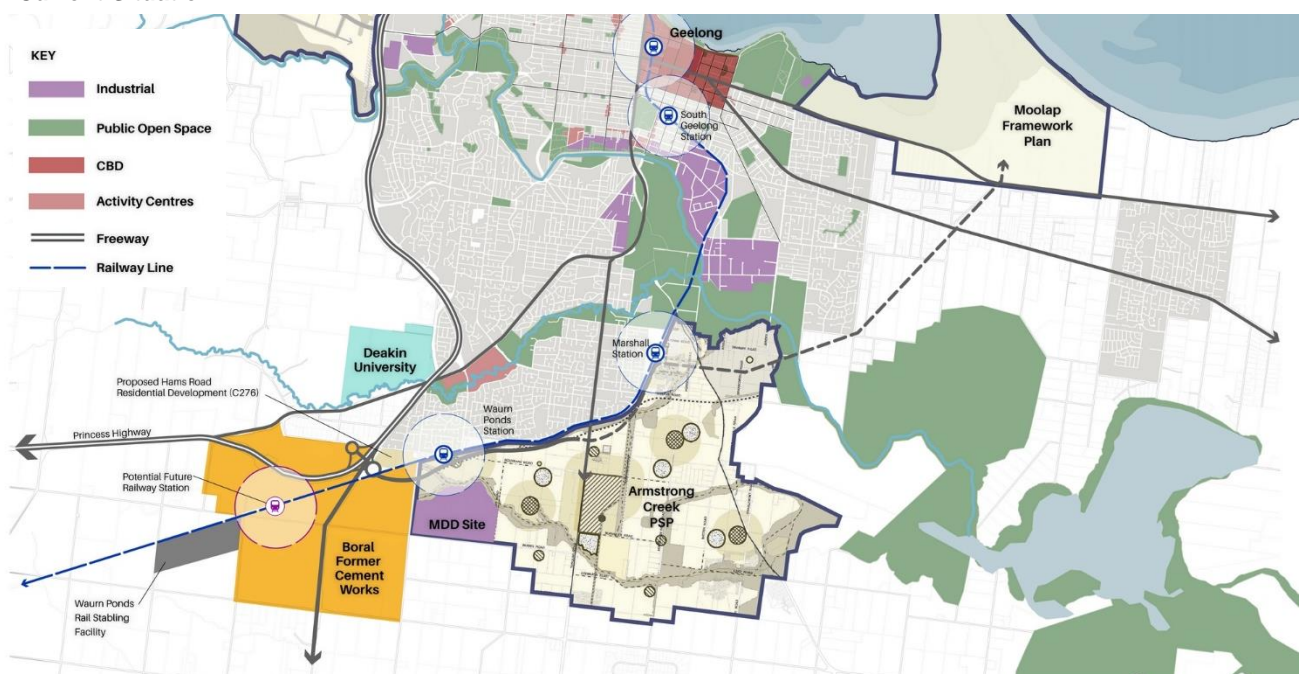 KEY
Industrial
Public Open Space
CBD
Activity Centres
Freeway
Railway Line
Geelong
South
Geelong
Station
Moolap
Framework
Plan
Marshall
Station
Deakin
University
Proposed Hams Road
Residential Development (C276)
Waurn
Ponds
Station
Princess Highway
Potential Future
Railway Station
MDD Site
Armstrong
Creek
PSP
Boral
Former
Cement
Works
Waurn Ponds
Rail Stabling
Facility